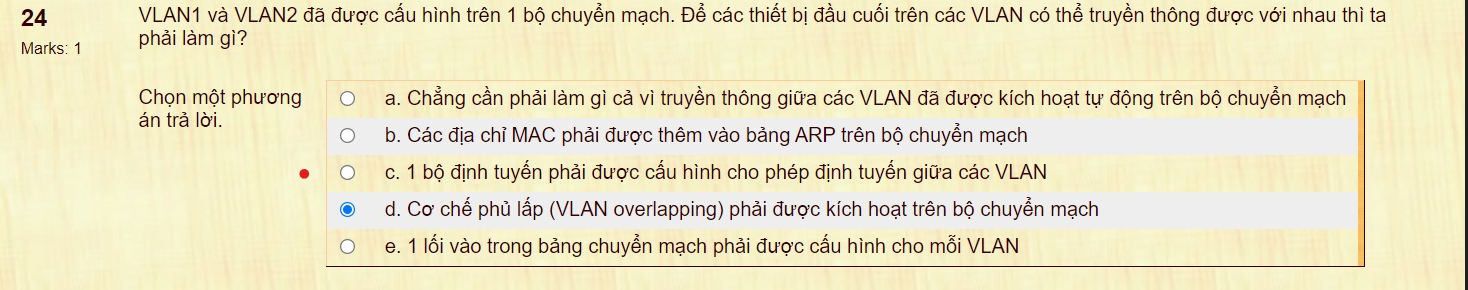 24
Marks: 1
VLAN1 và VLAN2 đã được cấu hình trên 1 bộ chuyển mạch. Để các thiết bị đầu cuối trên các VLAN có thể truyền thông được với nhau thì ta
phải làm gì?
Chọn một phương
án trả lời.
a. Chẳng cần phải làm gì cả vì truyền thông giữa các VLAN đã được kích hoạt tự động trên bộ chuyển mạch
b. Các địa chỉ MAC phải được thêm vào bảng ARP trên bộ chuyển mạch
c. 1 bộ định tuyến phải được cấu hình cho phép định tuyến giữa các VLAN
d. Cơ chế phủ lấp (VLAN overlapping) phải được kích hoạt trên bộ chuyển mạch
e. 1 lối vào trong bảng chuyển mạch phải được cấu hình cho mỗi VLAN